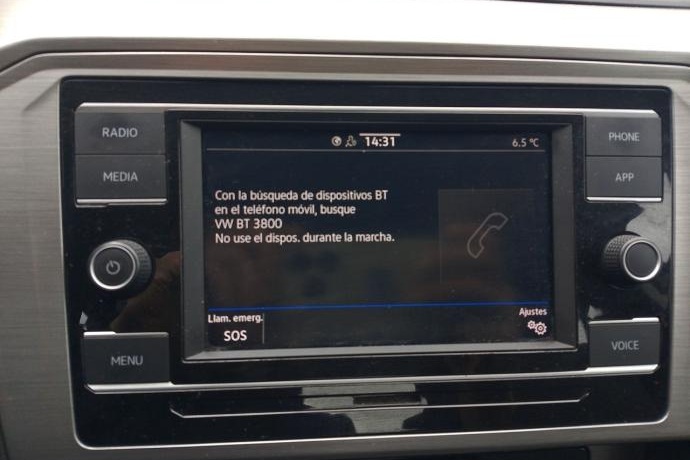 RADIO
MEDIA
MENU
14:31
6.5 °C
Con la búsqueda de dispositivos BT
en el teléfono móvil, busque
VW BT 3800
No use el dispos. durante la marcha.
Llam. emerg.
SOS
Ajustes
PHONE
APP
VOICE